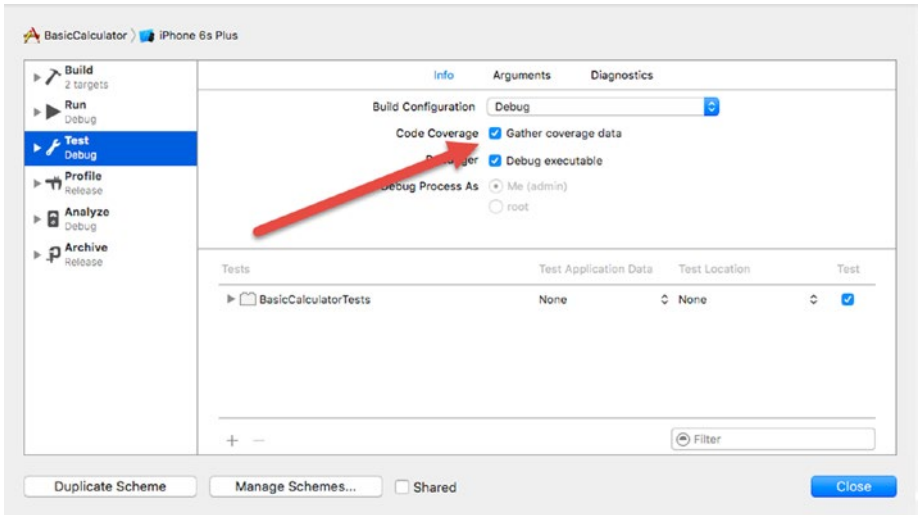 BasicCalculator iPhone 6s Plus
Build
2 targets
Run
Debug
Test
Debug
Profile
Release
Analyze
Debug
Archive
Release
Info Arguments Diagnostics
Build Configuration Debug
Code Coverage Gather coverage data
Debug executable
Debug Process As Me (admin)
root
Tests Test Application Data Test Location Test
BasicCalculatorTests None None
+ −
Filter
Duplicate Scheme Manage Schemes... Shared Close